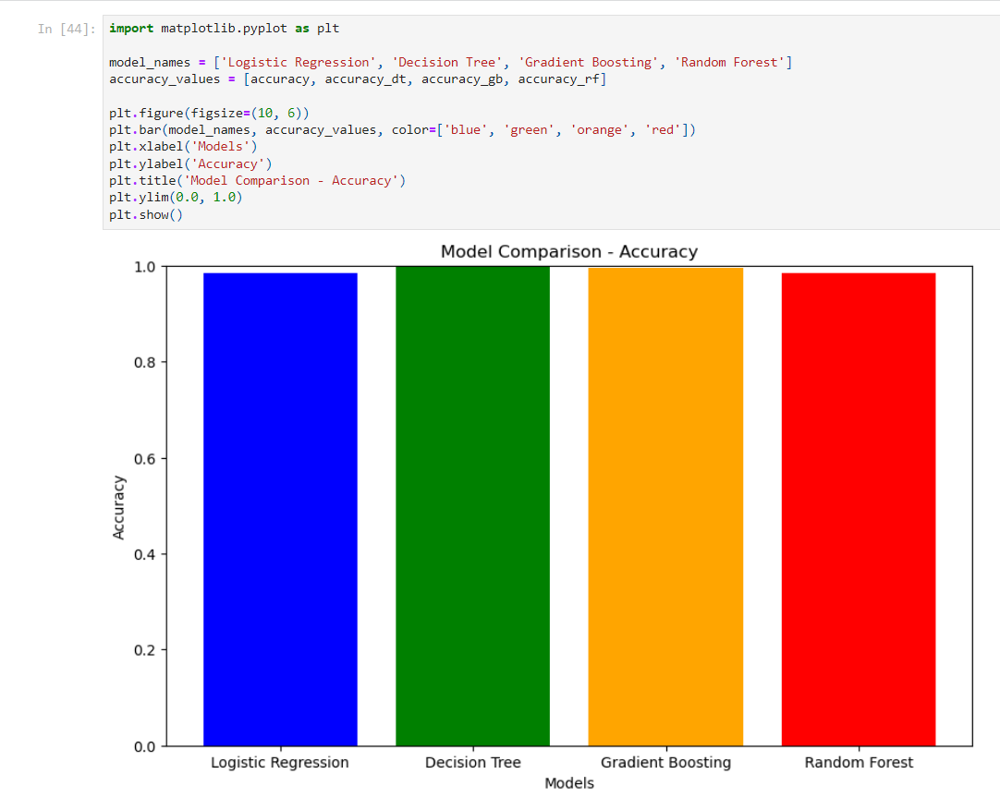 In [44]:
import matplotlib.pyplot as plt
model_names = ['Logistic Regression', 'Decision Tree', 'Gradient Boosting', 'Random Forest']
accuracy_values = [accuracy, accuracy_dt, accuracy_gb, accuracy_rf]
plt.figure(figsize=(10, 6))
plt.bar(model_names, accuracy_values, color=['blue', 'green', 'orange', 'red'])
plt.xlabel('Models')
plt.ylabel('Accuracy')
plt.title('Model Comparison - Accuracy')
plt.ylim(0.0, 1.0)
plt.show()
Model Comparison - Accuracy
1.0
0.8
0.6
0.4
0.2
0.0
Accuracy
Logistic Regression Decision Tree Gradient Boosting Random Forest
Models